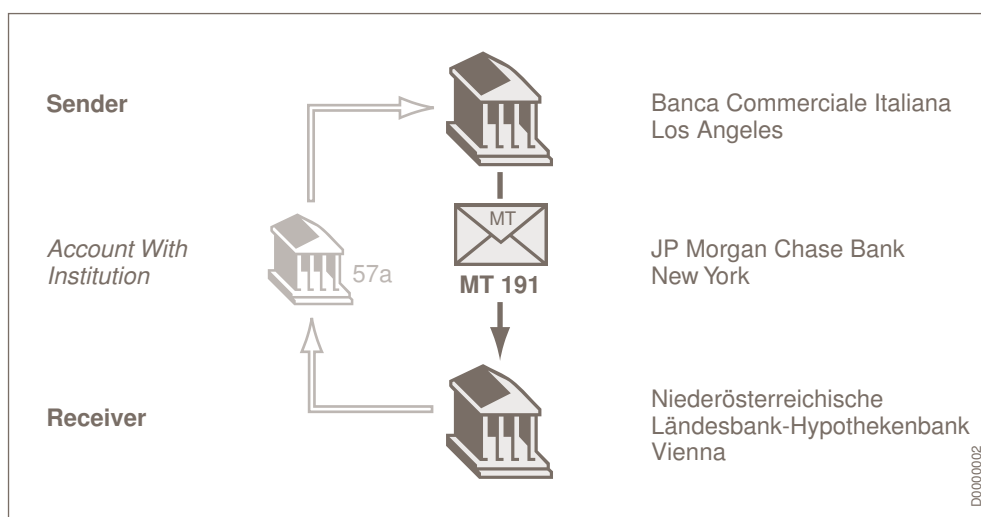 Sender
Banca Commerciale Italiana
Los Angeles
MT
Account With
Institution
57a
MT 191
JP Morgan Chase Bank
New York
Receiver
Niederösterreichische
Ländesbank-Hypothekenbank
Vienna
D0000002